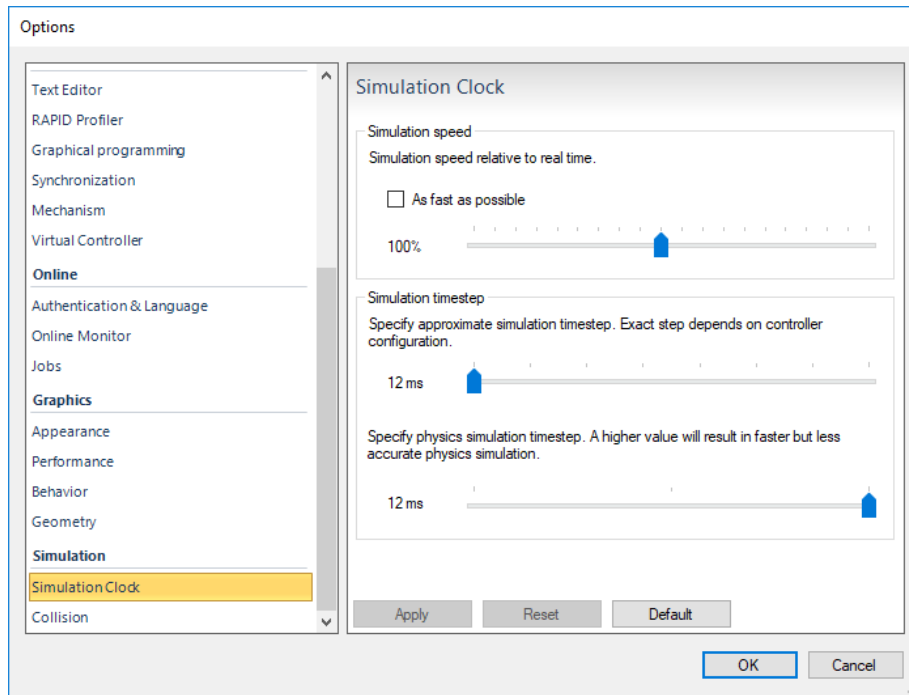 Options
Text Editor
RAPID Profiler
Graphical programming
Synchronization
Mechanism
Virtual Controller
Online
Authentication & Language
Online Monitor
Jobs
Graphics
Appearance
Performance
Behavior
Geometry
Simulation
Simulation Clock
Collision
Simulation Clock
Simulation speed
Simulation speed relative to real time.
As fast as possible
100%
Simulation timestep
Specify approximate simulation timestep. Exact step depends on controller
configuration.
12 ms
Specify physics simulation timestep. A higher value will result in faster but less
accurate physics simulation.
12 ms
Apply
Reset
Default
OK
Cancel